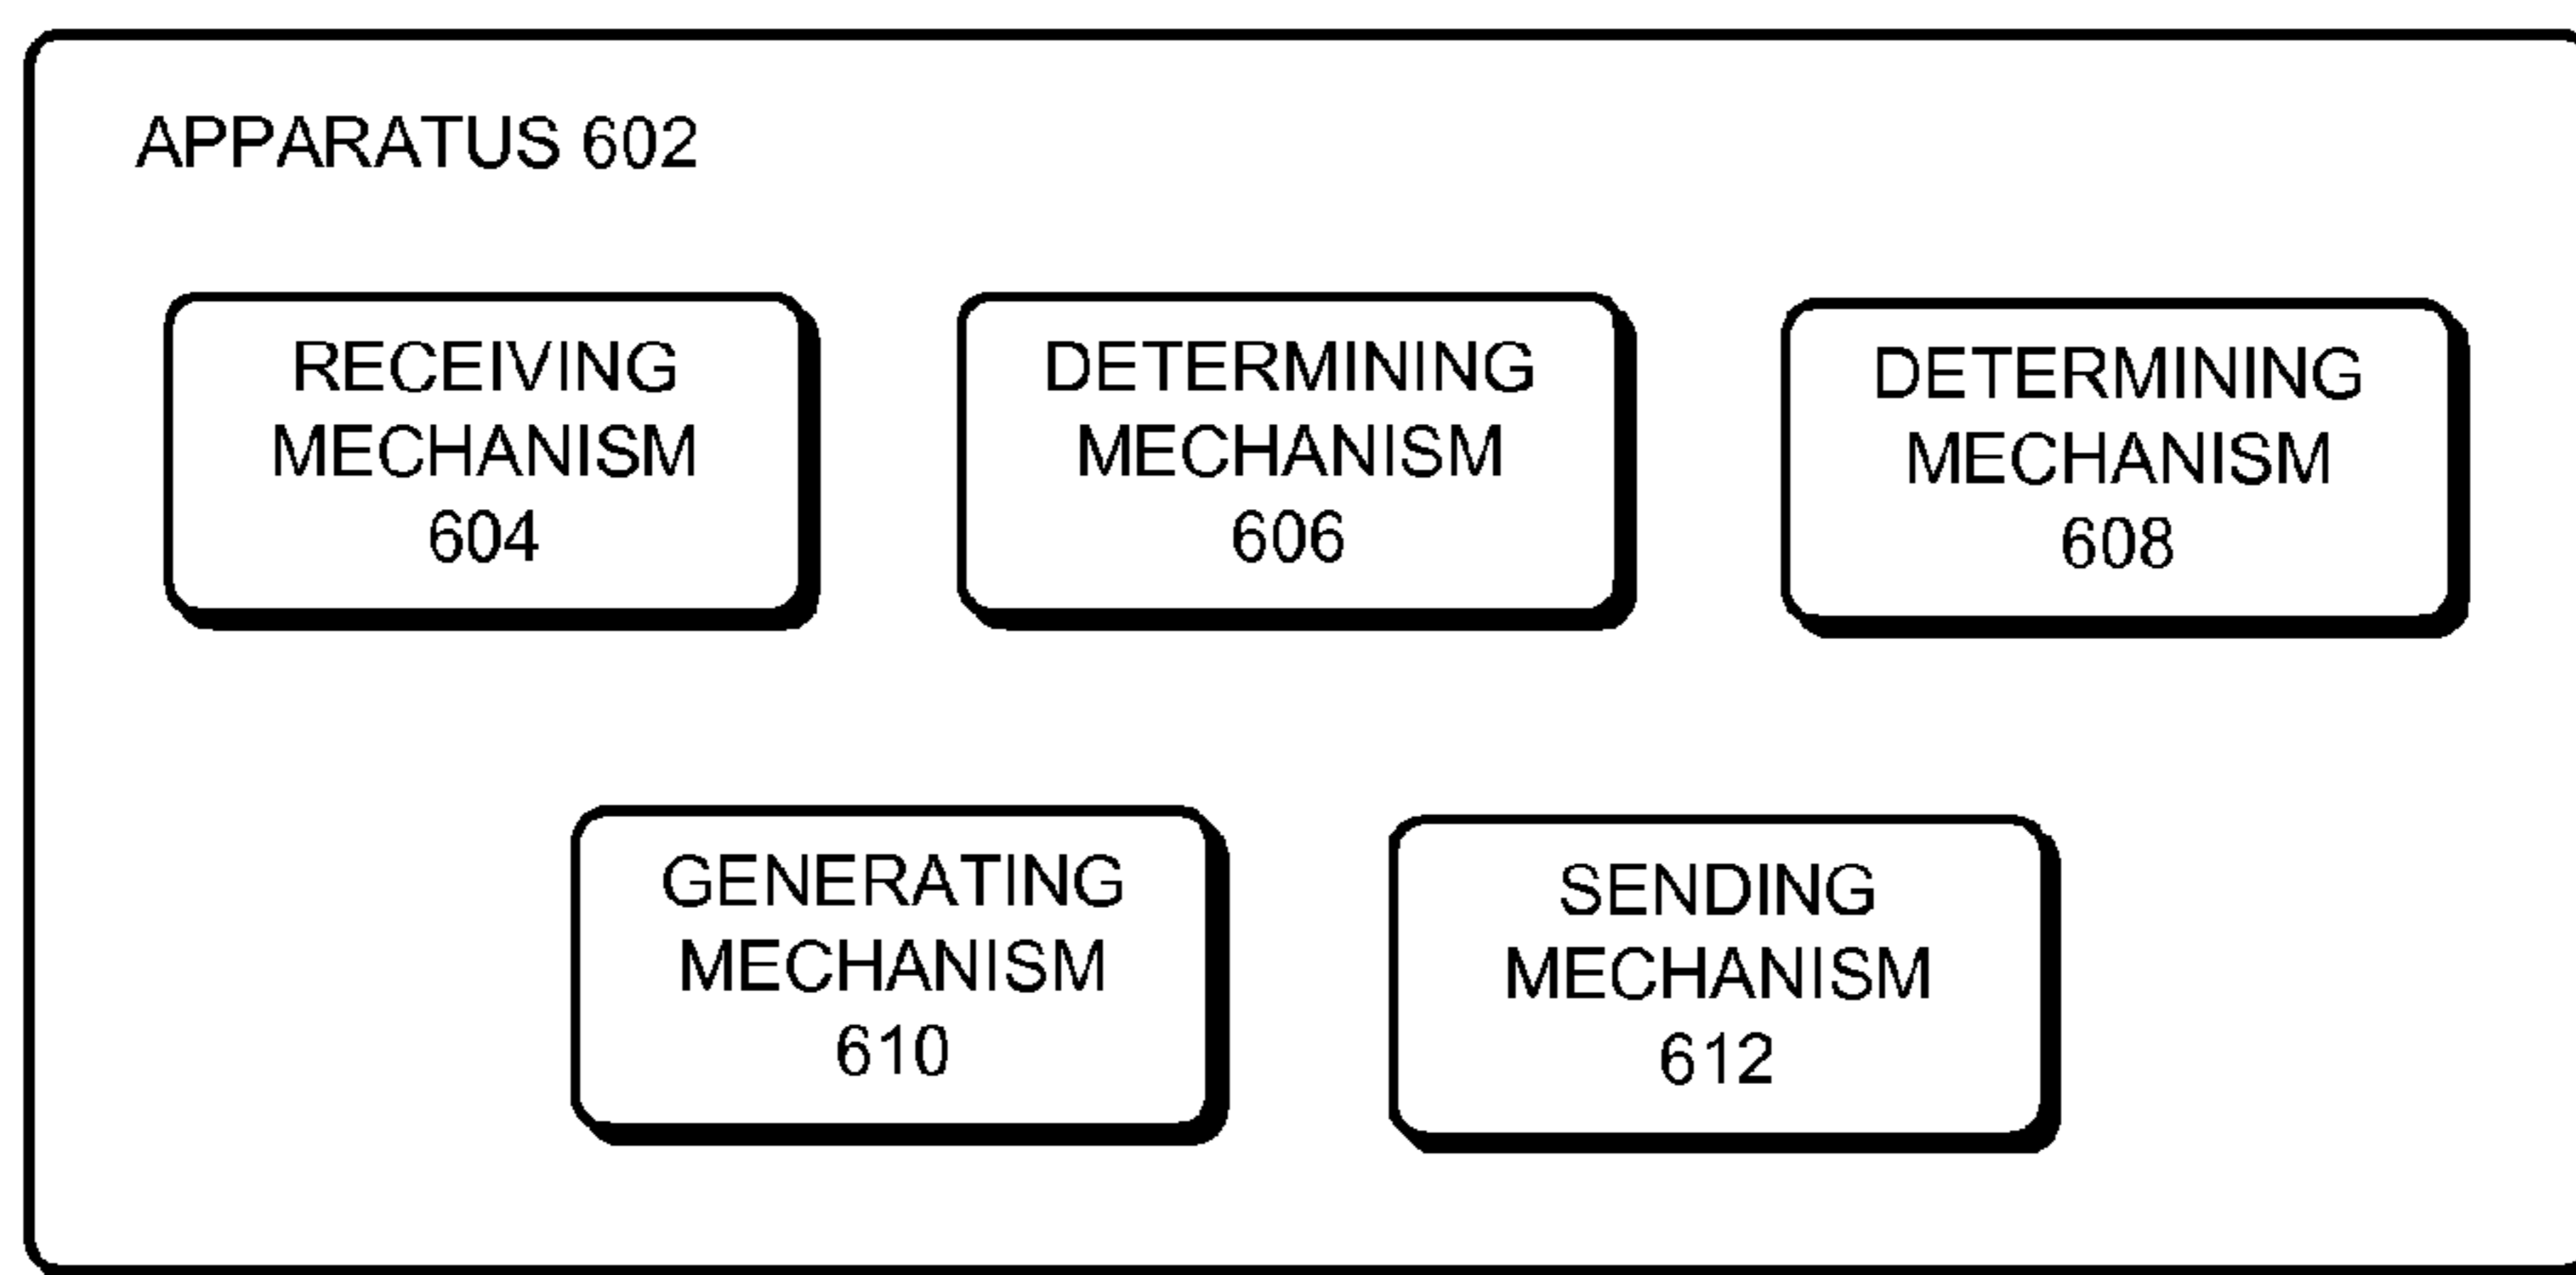 APPARATUS 602
RECEIVING
MECHANISM
604
DETERMINING
MECHANISM
606
DETERMINING
MECHANISM
608
GENERATING
MECHANISM
610
SENDING
MECHANISM
612